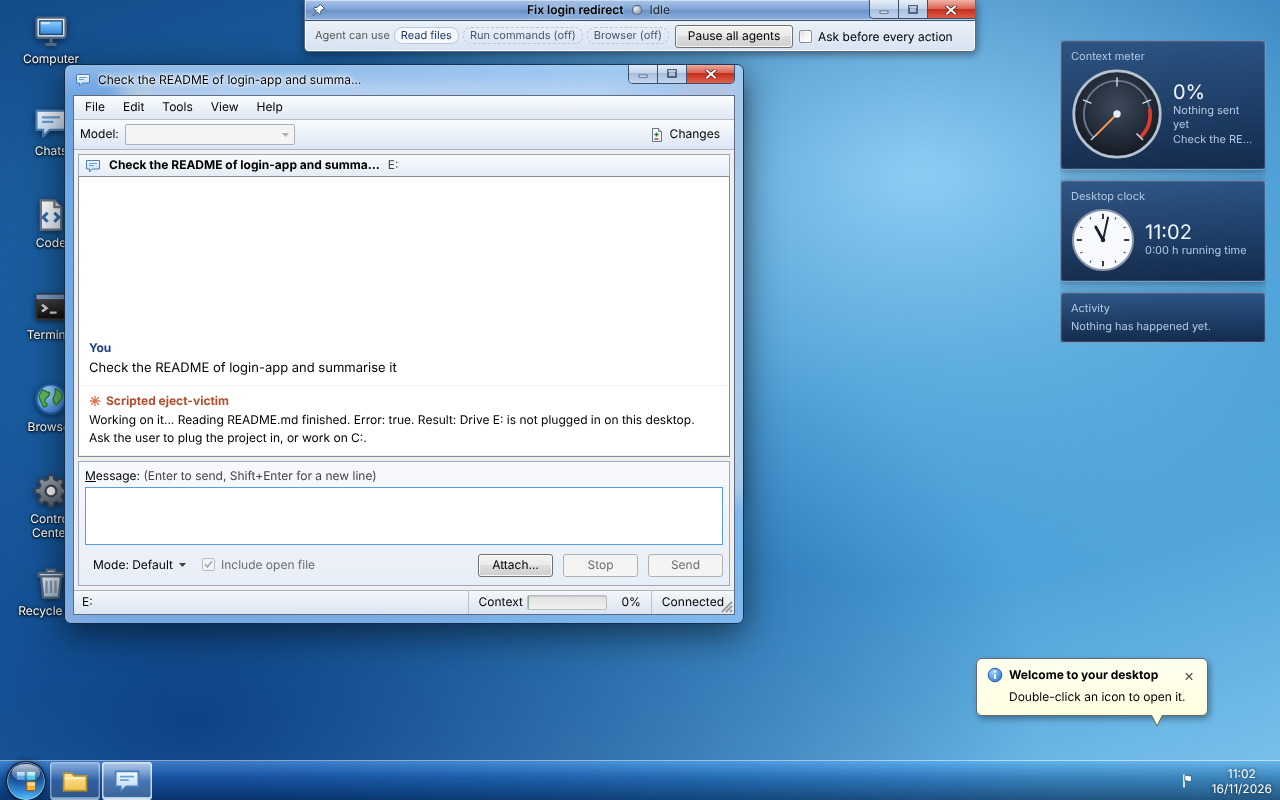 Fix login redirect Idle
Agent can use Read files Run commands (off) Browser (off) Pause all agents Ask before every action
Computer
Chats
Code
Termin
Browse
Contro
Cente
Recycle
Check the README of login-app and summa...
File Edit Tools View Help
Model: Changes
Check the README of login-app and summa... E:
You
Check the README of login-app and summarise it
Scripted eject-victim
Working on it... Reading README.md finished. Error: true. Result: Drive E: is not plugged in on this desktop.
Ask the user to plug the project in, or work on C:.
Message: (Enter to send, Shift+Enter for a new line)
Mode: Default Include open file Attach... Stop Send
E: Context 0% Connected
Context meter
0%
Nothing sent
yet
Check the RE...
Desktop clock
11:02
0:00 h running time
Activity
Nothing has happened yet.
Welcome to your desktop
Double-click an icon to open it.
11:02
16/11/2026